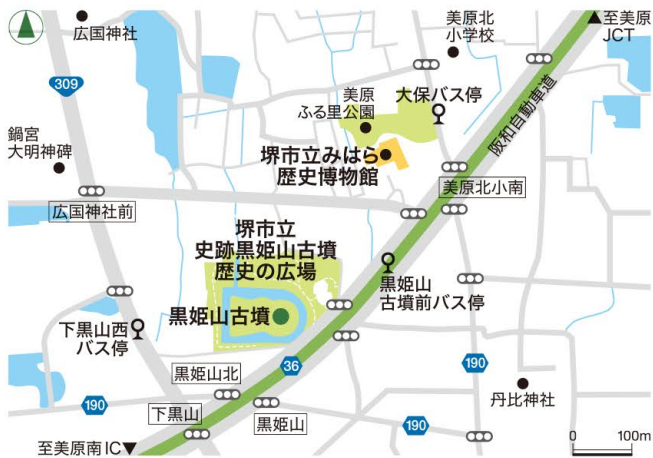 広国神社
美原北
小学校
至美原
JCT
309
美原
ふる里公園
大保バス停
阪和自動車道
鍋宮
大明神碑
堺市立みはら
歴史博物館
美原北小南
広国神社前
堺市立
史跡黒姫山古墳
歴史の広場
黒姫山
古墳前バス停
黒姫山古墳
下黒山西
バス停
36
190
黒姫山北
丹比神社
190
下黒山
黒姫山
190
至美原南IC
0
100m